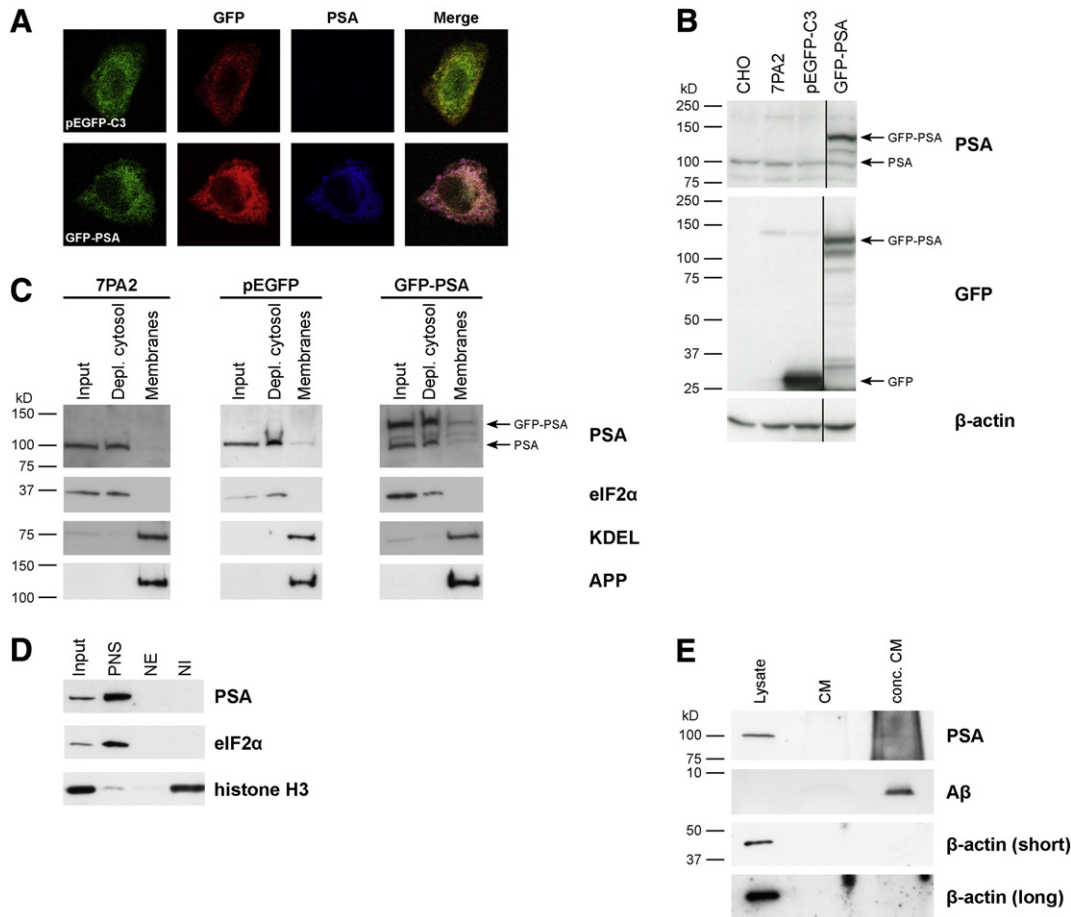 A
GFP PSA Merge
pEGFP-C3
GFP-PSA
B
CHO
7PA2
pEGFP-C3
GFP-PSA
kD
250
150
100
75
GFP-PSA
PSA
PSA
250
150
100
75
50
37
25
GFP-PSA
GFP
GFP
β-actin
C
7PA2 pEGFP GFP-PSA
Input
Depl. cytosol
Membranes
Input
Depl. cytosol
Membranes
Input
Depl. cytosol
Membranes
kD
150
100
75
GFP-PSA
PSA
PSA
37
eIF2α
75
KDEL
150
100
APP
D
Input
PNS
NE
NI
PSA
eIF2α
histone H3
E
Lysate
CM
conc. CM
kD
100
75
PSA
10
Aβ
50
37
β-actin (short)
β-actin (long)